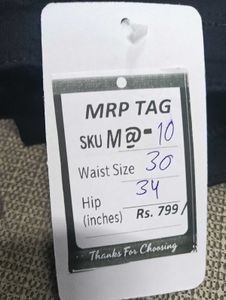 MRP TAG
SKU M@-10
Waist Size 30
Hip 34
(inches) Rs. 799/
Thanks For Choosing